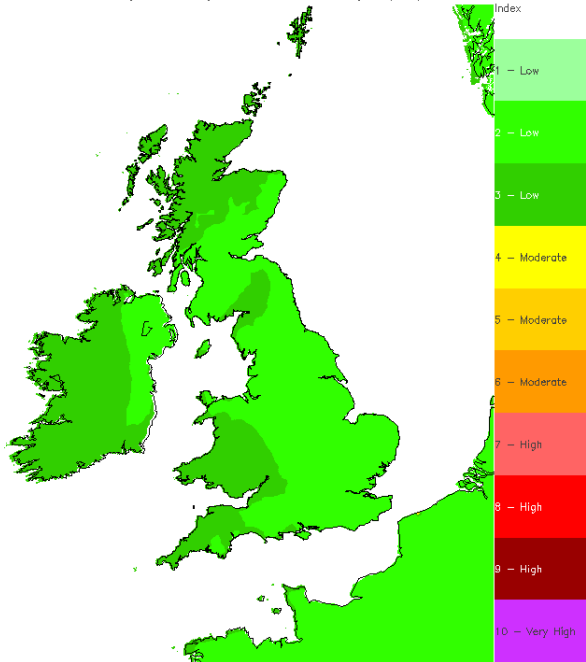 Index
1 - Low
2 - Low
3 - Low
4 - Moderate
5 - Moderate
6 - Moderate
7 - High
8 - High
9 - High
10 - Very High